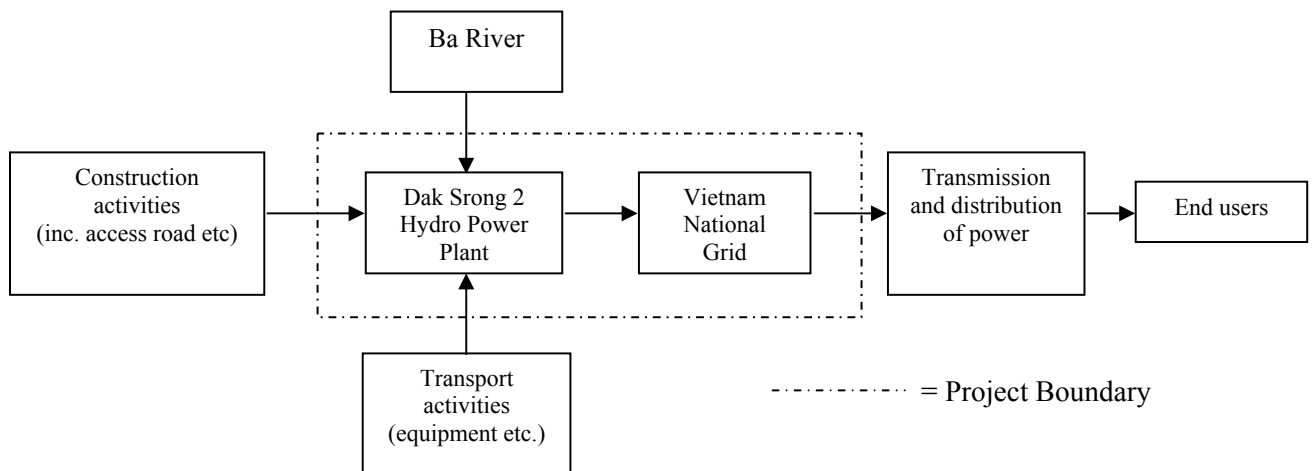 Ba River
Construction
activities
(inc. access road etc)
Dak Srong 2
Hydro Power
Plant
Vietnam
National
Grid
Transmission
and distribution
of power
End users
Transport
activities
(equipment etc.)
= Project Boundary